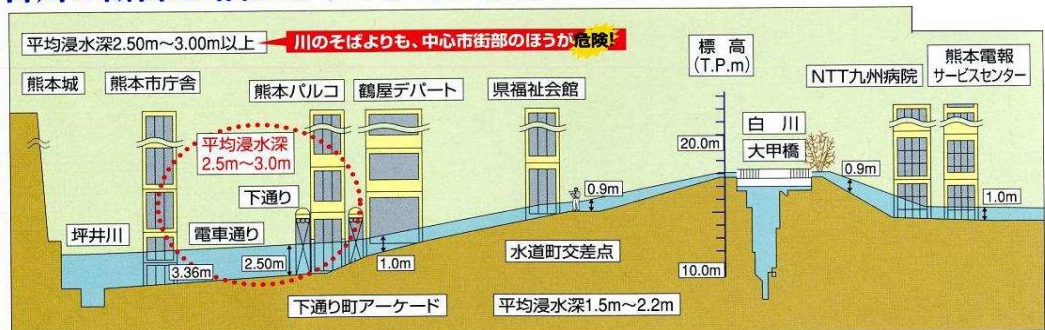 平均浸水深2.50m〜3.00m以上
川のそばよりも、中心市街部のほうが危険!
熊本城
熊本市庁舎
熊本パルコ
鶴屋デパート
県福祉会館
標高
(T.P.m)
NTT九州病院
熊本電報
サービスセンター
平均浸水深
2.5m〜3.0m
下通り
坪井川
電車通り
3.36m
2.50m
1.0m
0.9m
20.0m
白川
大甲橋
0.9m
1.0m
水道町交差点
10.0m
下通り町アーケード
平均浸水深1.5m〜2.2m